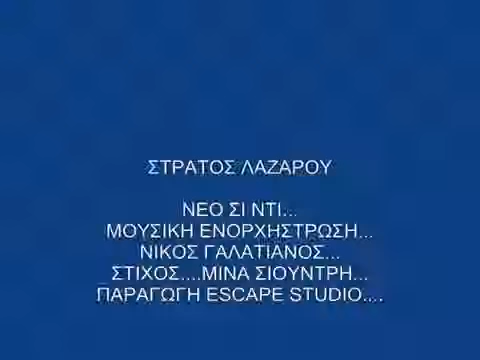 ΣΤΡΑΤΟΣ ΛΑΖΑΡΟΥ
ΝΕΟ ΣΙ ΝΤΙ...
ΜΟΥΣΙΚΗ ΕΝΟΡΧΗΣΤΡΩΣΗ...
ΝΙΚΟΣ ΓΑΛΑΤΙΑΝΟΣ...
ΣΤΙΧΟΣ....ΜΙΝΑ ΣΙΟΥΝΤΡΗ...
ΠΑΡΑΓΩΓΗ ESCAPE STUDIO....